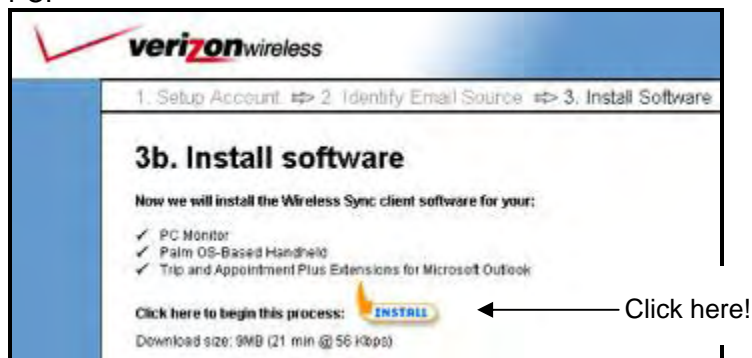 verizonwireless
1. Setup Account ⇨ 2. Identify Email Source ⇨ 3. Install Software
3b. Install software
Now we will install the Wireless Sync client software for your:
✓ PC Monitor
✓ Palm OS-Based Handheld
✓ Trip and Appointment Plus Extensions for Microsoft Outlook
Click here to begin this process: INSTALL
Click here!
Download size: 9MB (21 min @ 56 Kbps)